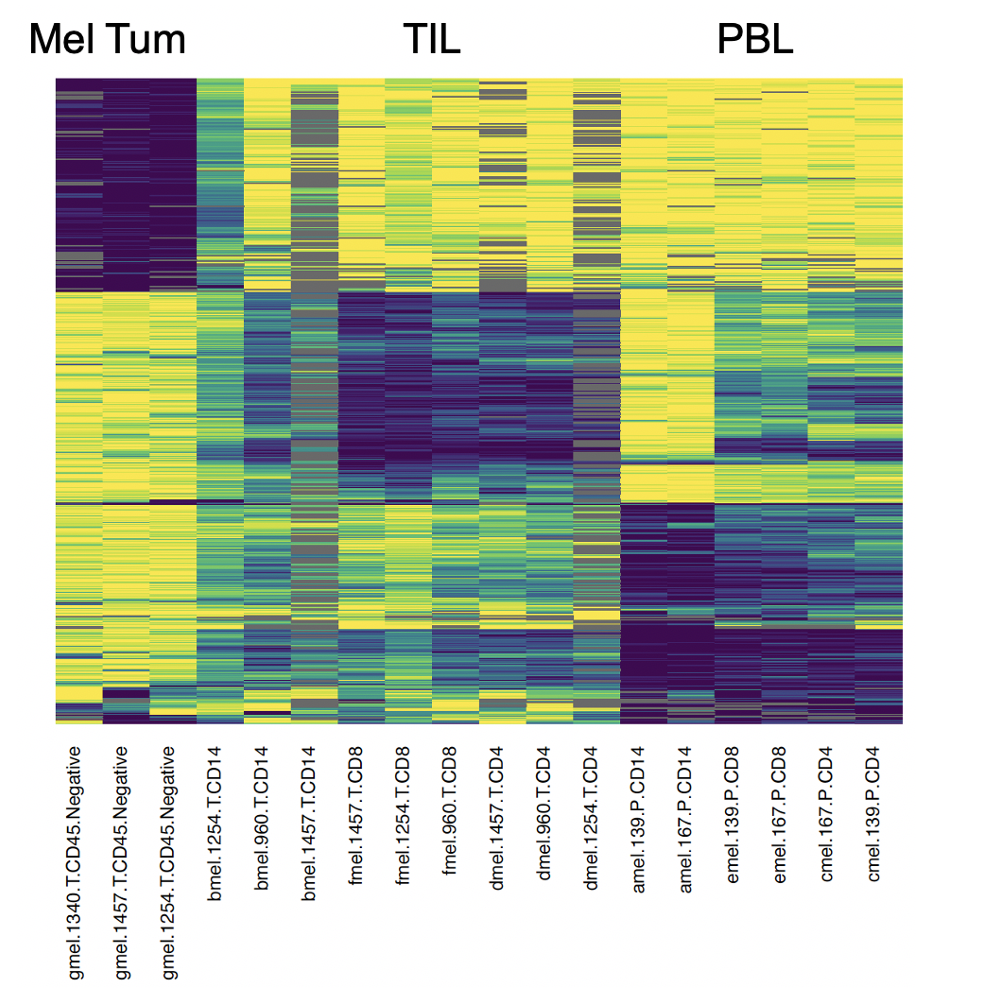 Mel Tum TIL PBL
gmel.1340.T.CD45.Negative
gmel.1457.T.CD45.Negative
gmel.1254.T.CD45.Negative
bmel.1254.T.CD14
bmel.960.T.CD14
bmel.1457.T.CD14
fmel.1457.T.CD8
fmel.1254.T.CD8
fmel.960.T.CD8
dmel.1457.T.CD4
dmel.960.T.CD4
dmel.1254.T.CD4
amel.139.P.CD14
amel.167.P.CD14
emel.139.P.CD8
emel.167.P.CD8
cmel.167.P.CD4
cmel.139.P.CD4